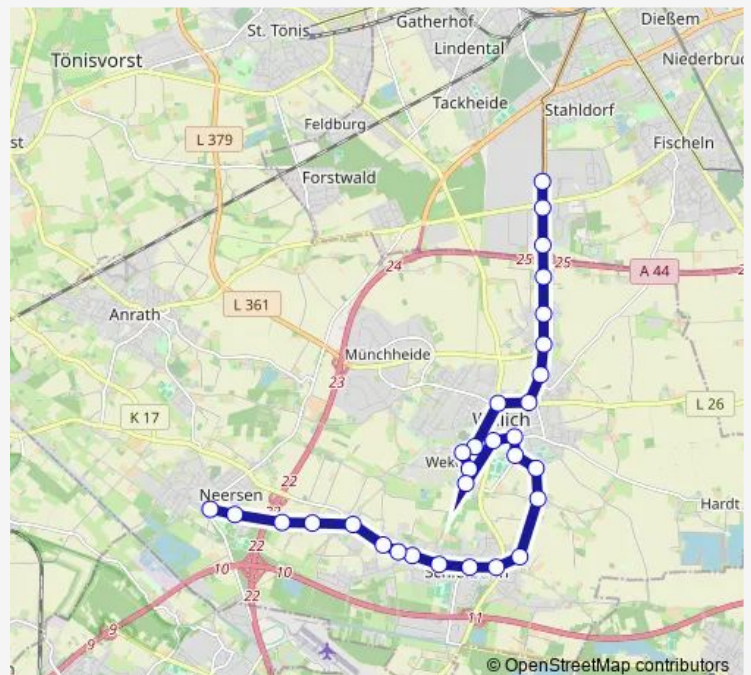 Gatherhof
Dießem
St. Tönis
Lindental
Tönisvorst
Niederbruc
Tackheide
Stahldorf
Feldburg
L 379
st
Fischeln
Forstwald
25
25
24
A 44
2
L 361
Anrath
Münchheide
23
L 26
K 17
22
Neersen
Hardt
22
10
10
22
11
9
9
© OpenStreetMap contributors